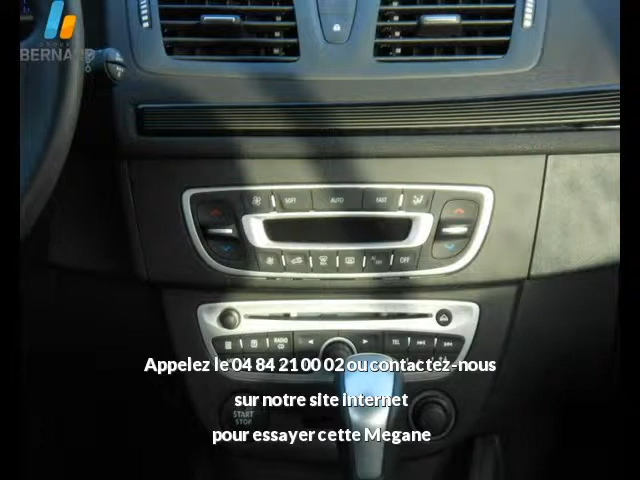 BERNARD
SOFT AUTO FAST
OFF
RADIO TEL
Appelez le 04 84 21 00 02 ou contactez-nous
sur notre site internet
START
STOP
pour essayer cette Megane